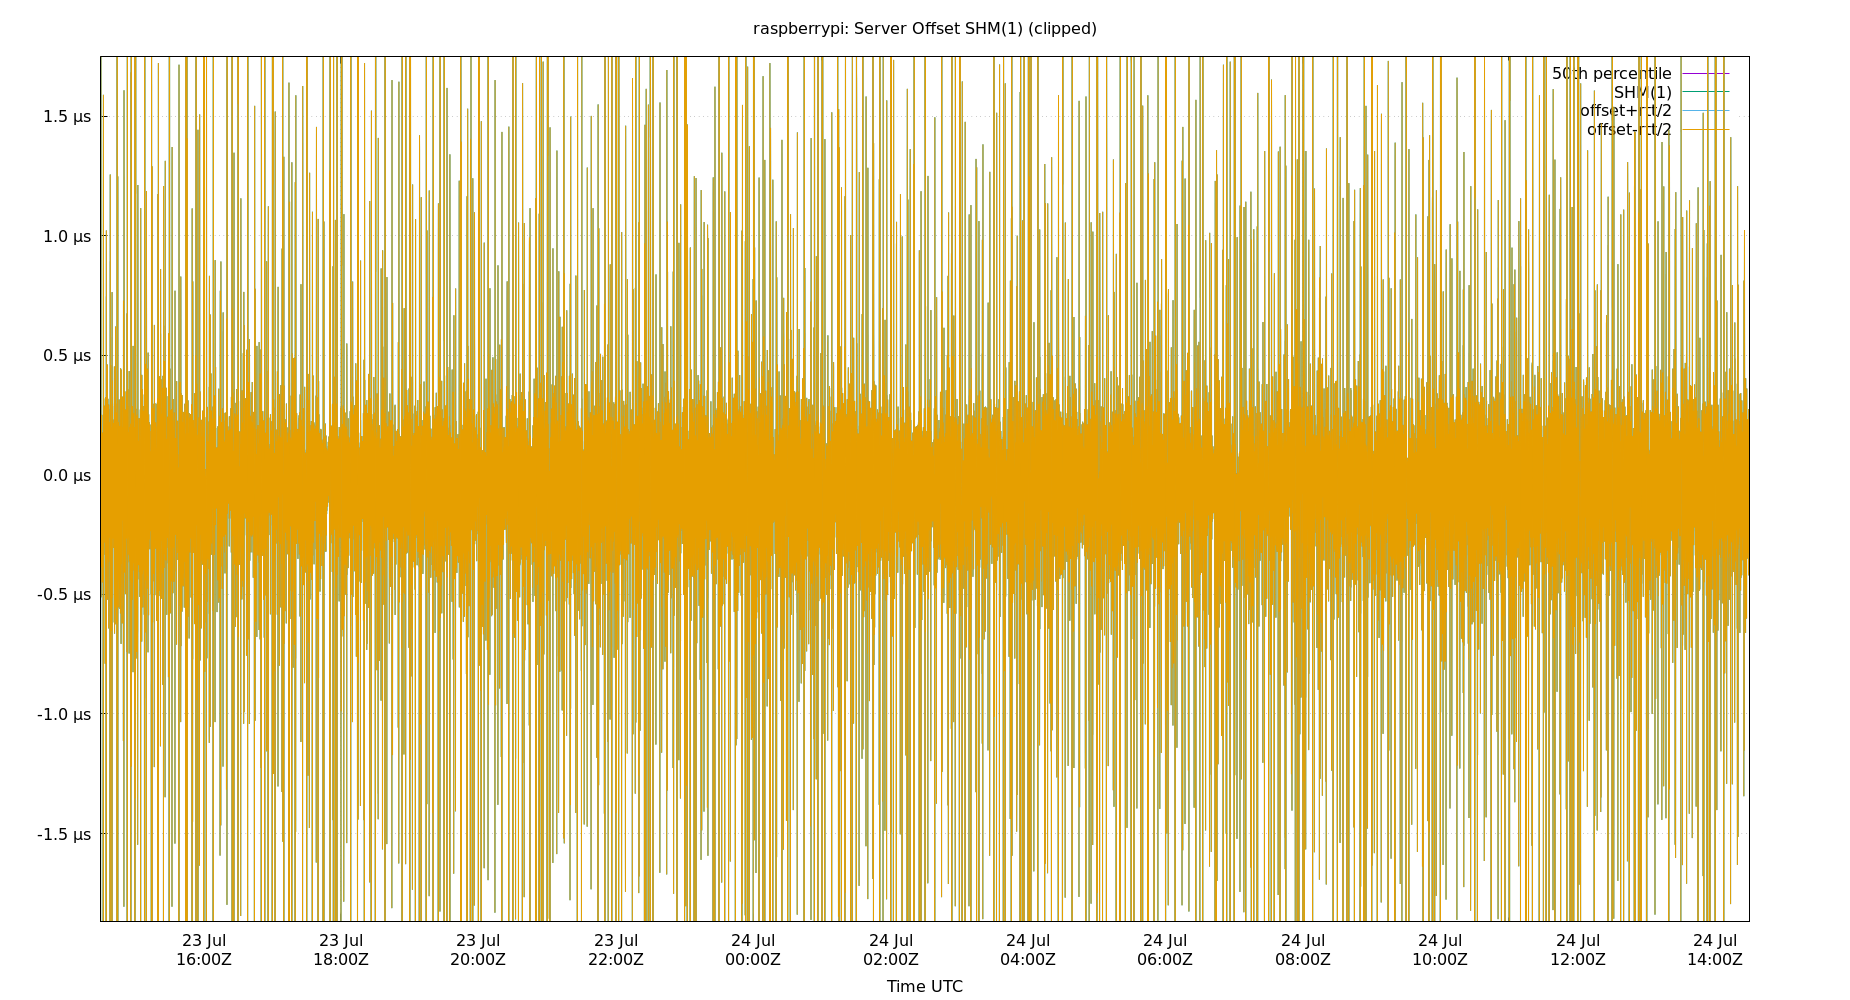 raspberrypi: Server Offset SHM(1) (clipped)
50th percentile
SHM(1)
offset+rtt/2
offset-rtt/2
1.5 µs
1.0 µs
0.5 µs
0.0 µs
-0.5 µs
-1.0 µs
-1.5 µs
23 Jul 23 Jul 23 Jul 23 Jul 24 Jul 24 Jul 24 Jul 24 Jul 24 Jul 24 Jul 24 Jul 24 Jul
16:00Z 18:00Z 20:00Z 22:00Z 00:00Z 02:00Z 04:00Z 06:00Z 08:00Z 10:00Z 12:00Z 14:00Z
Time UTC